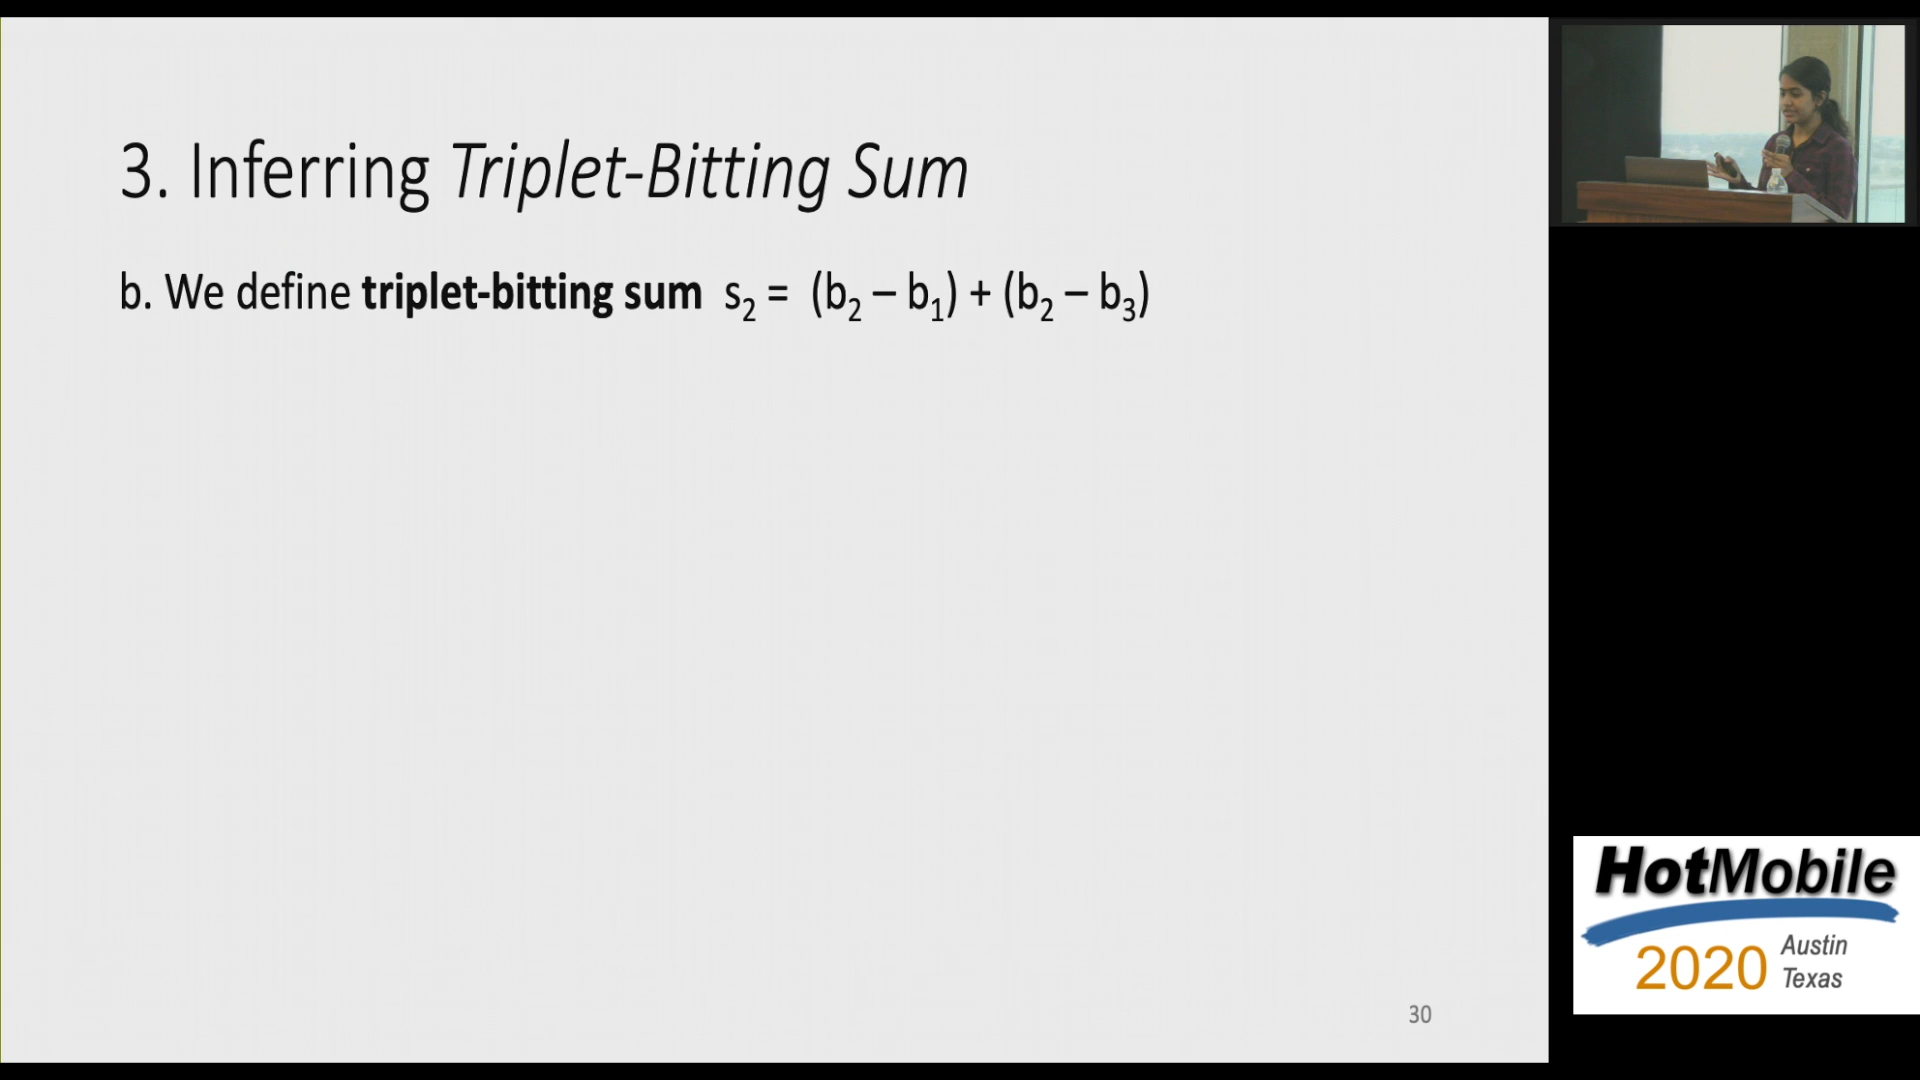 3. Inferring Triplet-Bitting Sum
b. We define triplet-bitting sum s₂ = (b₂ – b₁) + (b₂ – b₃)
30
HotMobile
2020 Austin
Texas